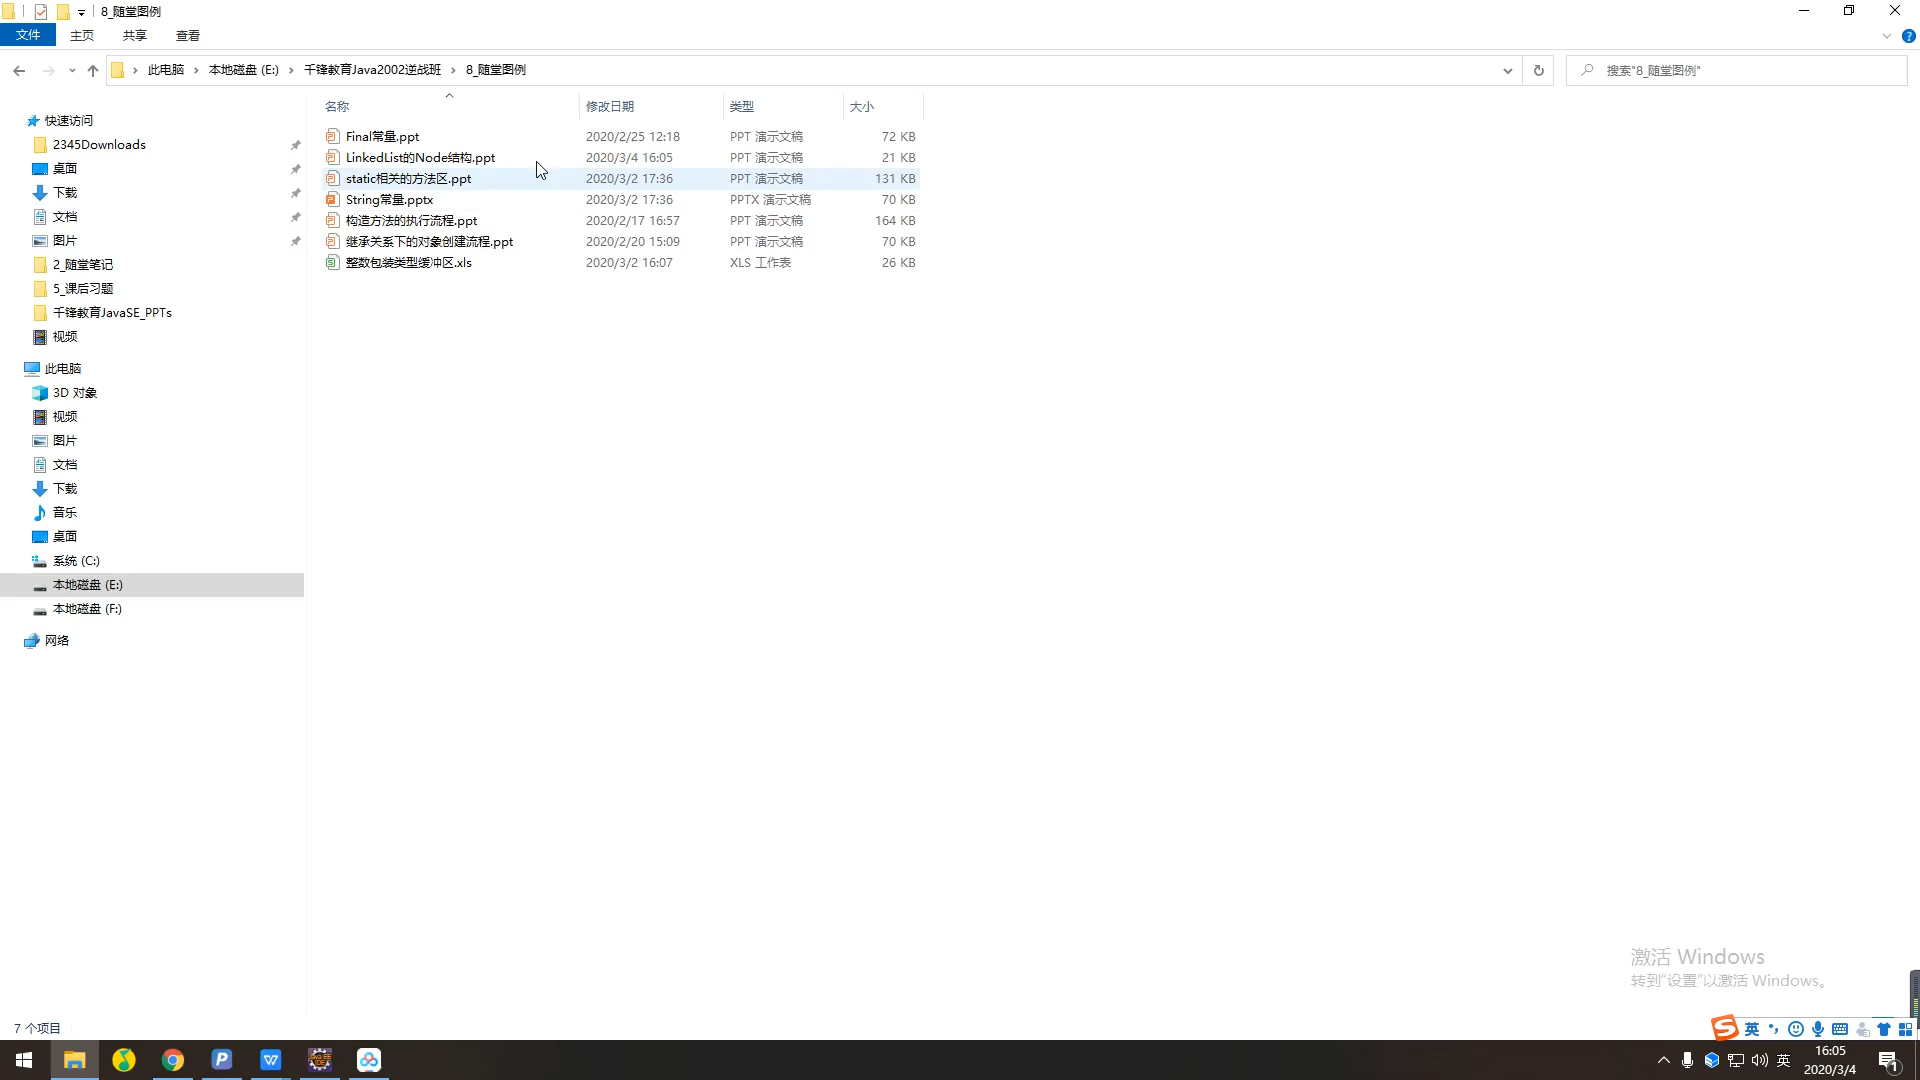 8_随堂图例
文件 主页 共享 查看
此电脑 本地磁盘 (E:) 千锋教育Java2002逆战班 8_随堂图例
搜索"8_随堂图例"
名称 修改日期 类型 大小
Final常量.ppt 2020/2/25 12:18 PPT 演示文稿 72 KB
LinkedList的Node结构.ppt 2020/3/4 16:05 PPT 演示文稿 21 KB
static相关的方法区.ppt 2020/3/2 17:36 PPT 演示文稿 131 KB
String常量.pptx 2020/3/2 17:36 PPTX 演示文稿 70 KB
构造方法的执行流程.ppt 2020/2/17 16:57 PPT 演示文稿 164 KB
继承关系下的对象创建流程.ppt 2020/2/20 15:09 PPT 演示文稿 70 KB
整数包装类型缓冲区.xls 2020/3/2 16:07 XLS 工作表 26 KB
快速访问
2345Downloads
桌面
下载
文档
图片
2_随堂笔记
5_课后习题
千锋教育JavaSE_PPTs
视频
此电脑
3D 对象
视频
图片
文档
下载
音乐
桌面
系统 (C:)
本地磁盘 (E:)
本地磁盘 (F:)
网络
激活 Windows
转到"设置"以激活 Windows。
7 个项目
英
英
16:05
2020/3/4
1